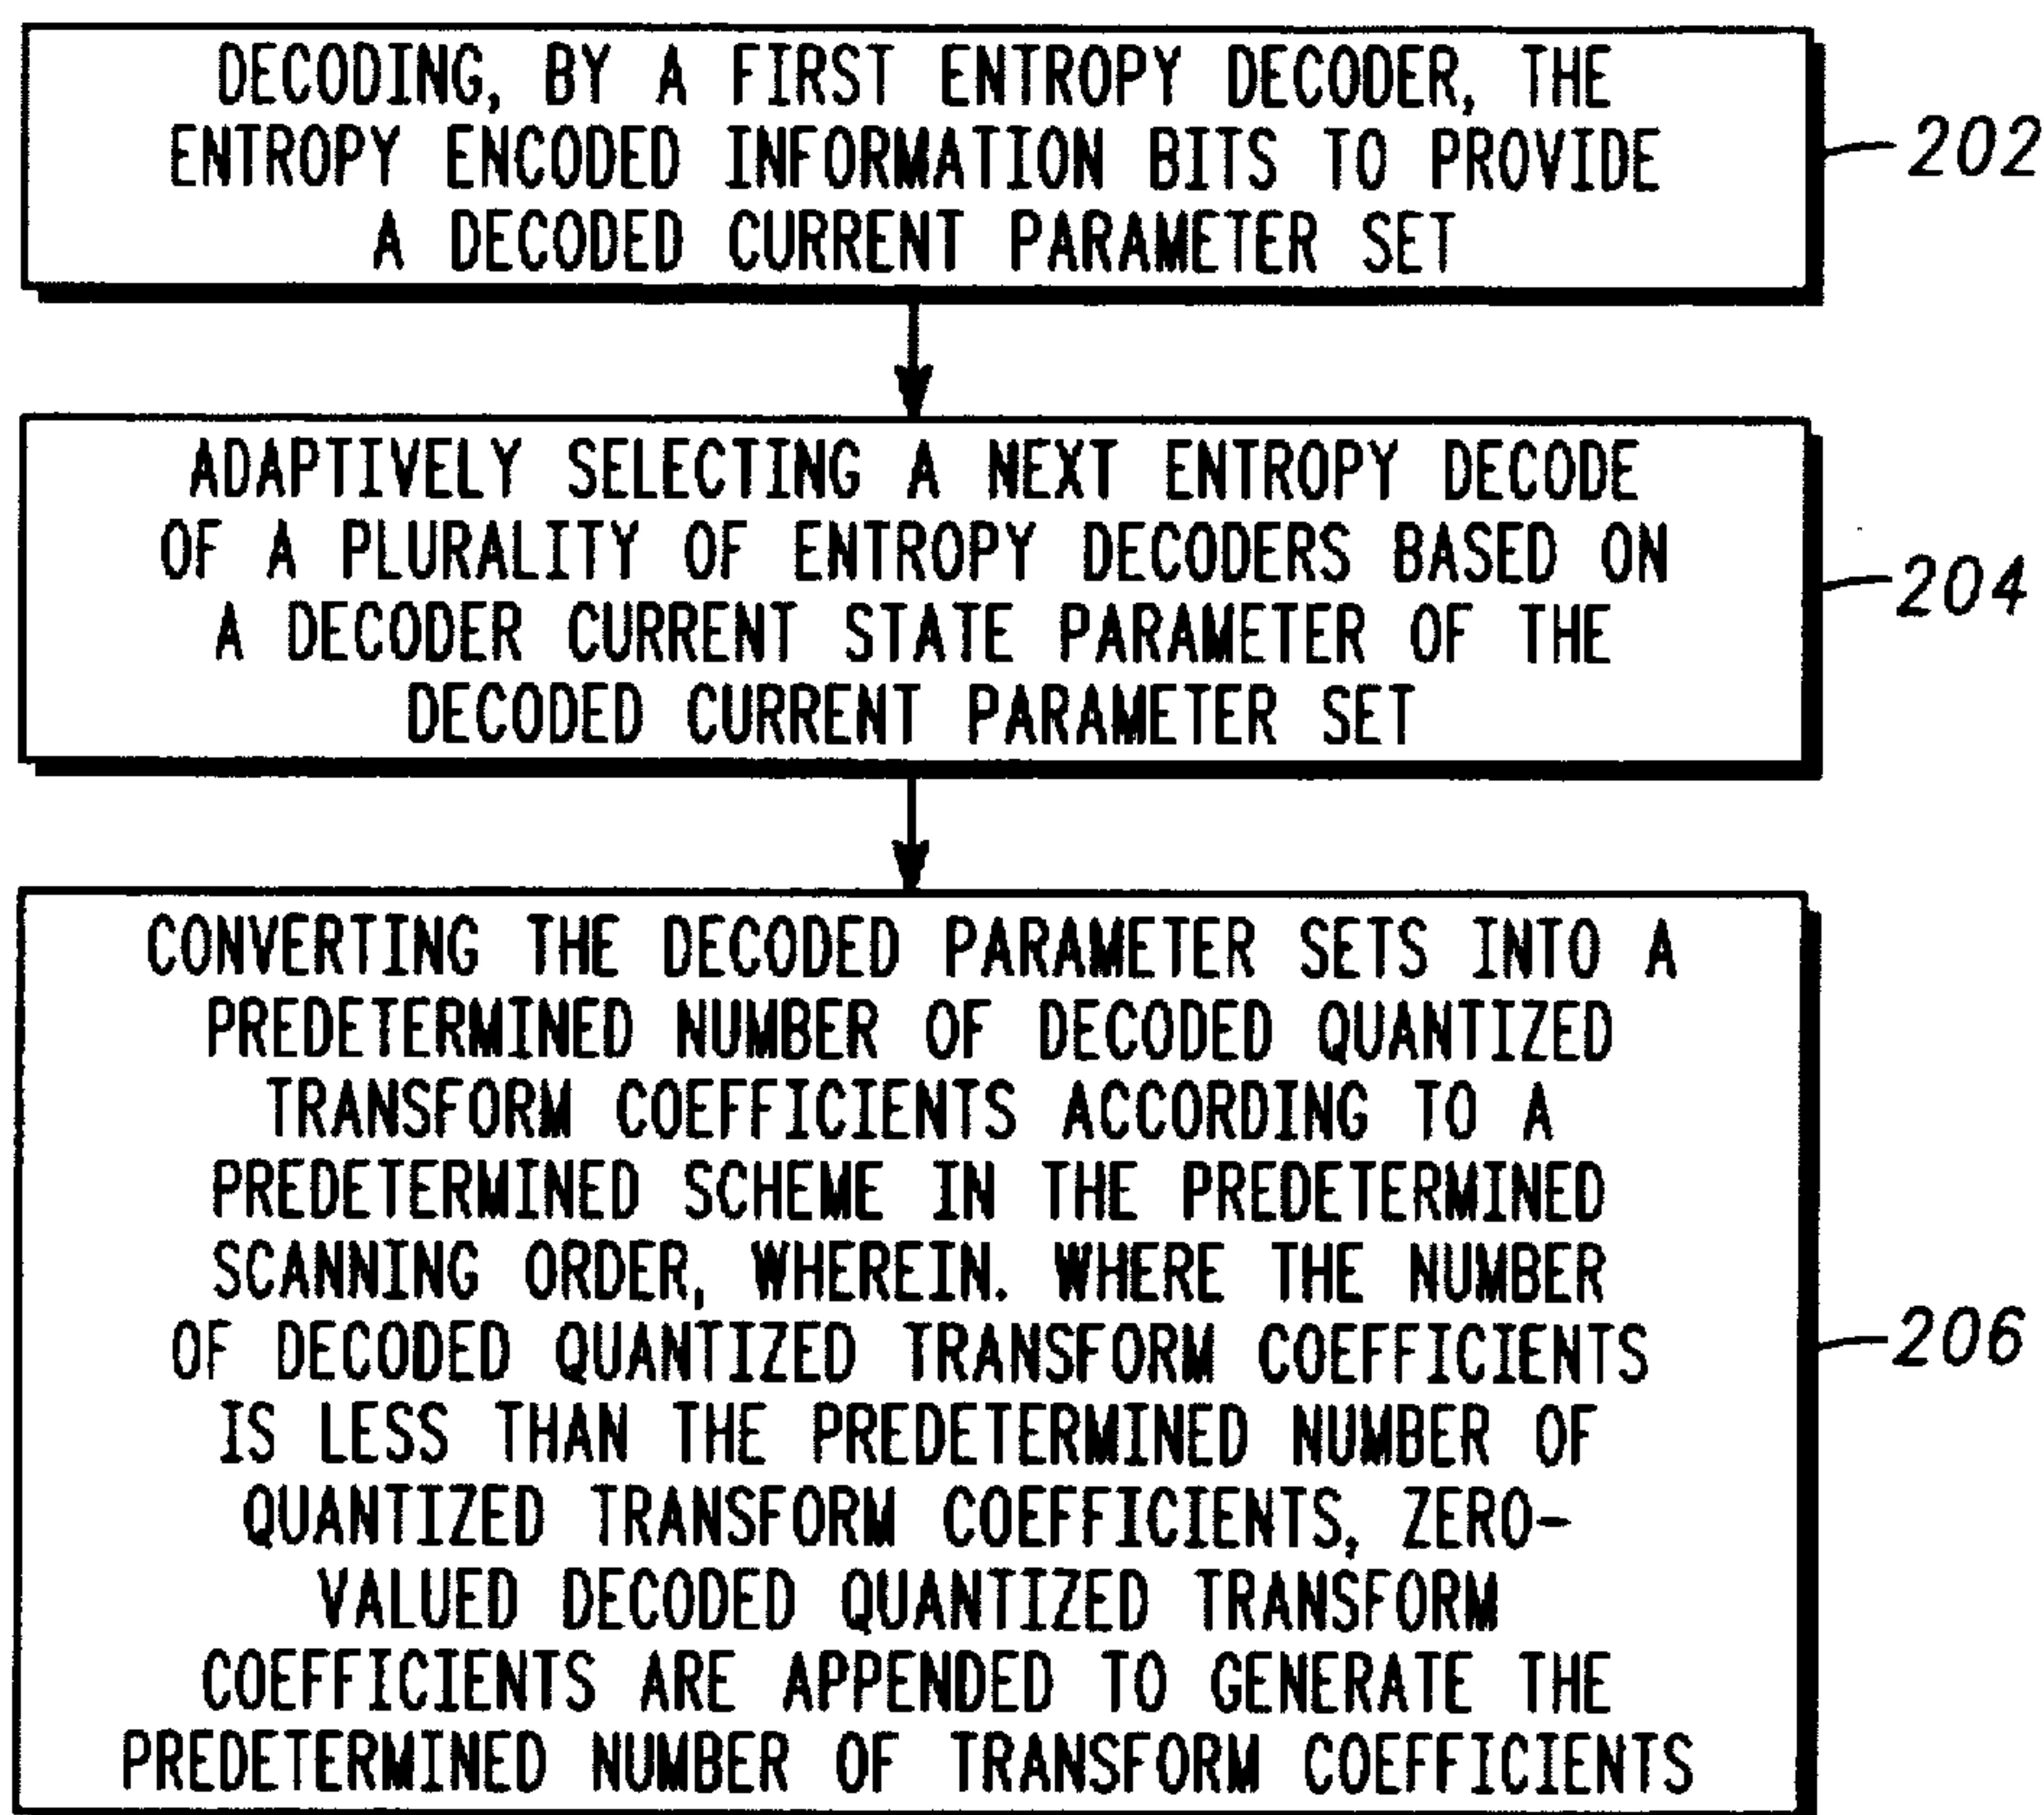 DECODING, BY A FIRST ENTROPY DECODER, THE
ENTROPY ENCODED INFORMATION BITS TO PROVIDE
A DECODED CURRENT PARAMETER SET
202
ADAPTIVELY SELECTING A NEXT ENTROPY DECODE
OF A PLURALITY OF ENTROPY DECODERS BASED ON
A DECODER CURRENT STATE PARAMETER OF THE
DECODED CURRENT PARAMETER SET
204
CONVERTING THE DECODED PARAMETER SETS INTO A
PREDETERMINED NUMBER OF DECODED QUANTIZED
TRANSFORM COEFFICIENTS ACCORDING TO A
PREDETERMINED SCHEME IN THE PREDETERMINED
SCANNING ORDER, WHEREIN. WHERE THE NUMBER
OF DECODED QUANTIZED TRANSFORM COEFFICIENTS
IS LESS THAN THE PREDETERMINED NUMBER OF
QUANTIZED TRANSFORM COEFFICIENTS, ZERO-
VALUED DECODED QUANTIZED TRANSFORM
COEFFICIENTS ARE APPENDED TO GENERATE THE
PREDETERMINED NUMBER OF TRANSFORM COEFFICIENTS
206